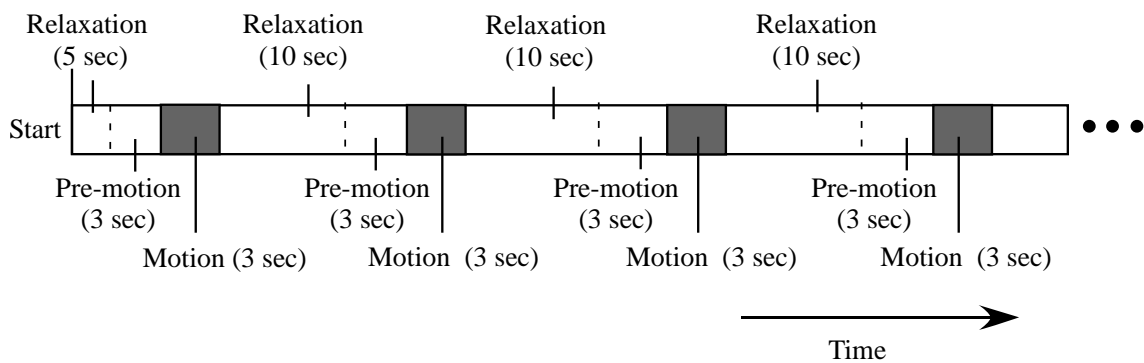 Relaxation
(5 sec)
Relaxation
(10 sec)
Relaxation
(10 sec)
Relaxation
(10 sec)
Start
Pre-motion
(3 sec)
Pre-motion
(3 sec)
Pre-motion
(3 sec)
Pre-motion
(3 sec)
Motion (3 sec)
Motion (3 sec)
Motion (3 sec)
Motion (3 sec)
Time